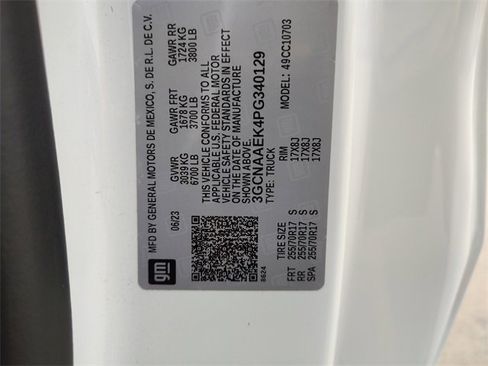 MFD BY GENERAL MOTORS DE MEXICO, S. DE R.L. DE C.V.
06/23 GVWR GAWR FRT GAWR RR
3039 KG 1678 KG 1724 KG
6700 LB 3700 LB 3800 LB
THIS VEHICLE CONFORMS TO ALL
APPLICABLE U.S. FEDERAL MOTOR
VEHICLE SAFETY STANDARDS IN EFFECT
ON THE DATE OF MANUFACTURE
SHOWN ABOVE.
3GCNAAEK4PG340129
TYPE: TRUCK MODEL: 49CC10703
8624
TIRE SIZE RIM
FRT 255/70R17 S 17X8J
RR 255/70R17 S 17X8J
SPA 255/70R17 S 17X8J
gm